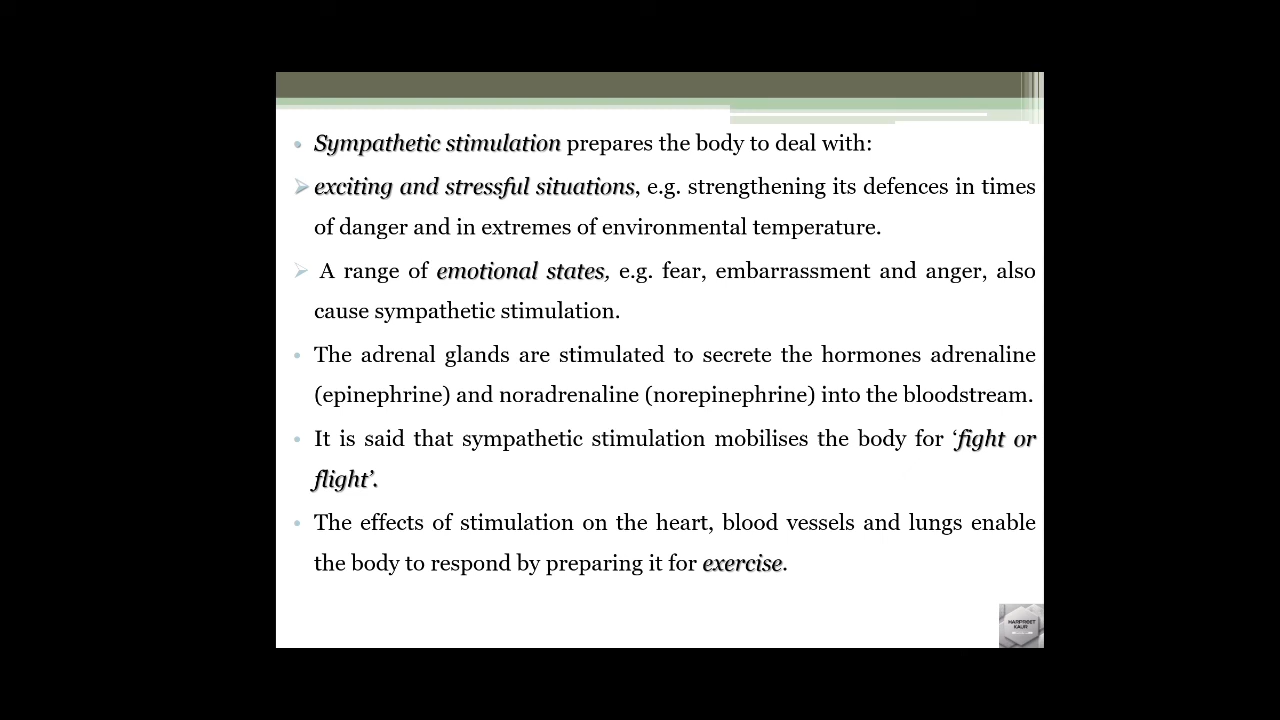 Sympathetic stimulation prepares the body to deal with:
exciting and stressful situations, e.g. strengthening its defences in times
of danger and in extremes of environmental temperature.
A range of emotional states, e.g. fear, embarrassment and anger, also
cause sympathetic stimulation.
The adrenal glands are stimulated to secrete the hormones adrenaline
(epinephrine) and noradrenaline (norepinephrine) into the bloodstream.
It is said that sympathetic stimulation mobilises the body for ‘fight or
flight’.
The effects of stimulation on the heart, blood vessels and lungs enable
the body to respond by preparing it for exercise.
HARPREET
KAUR